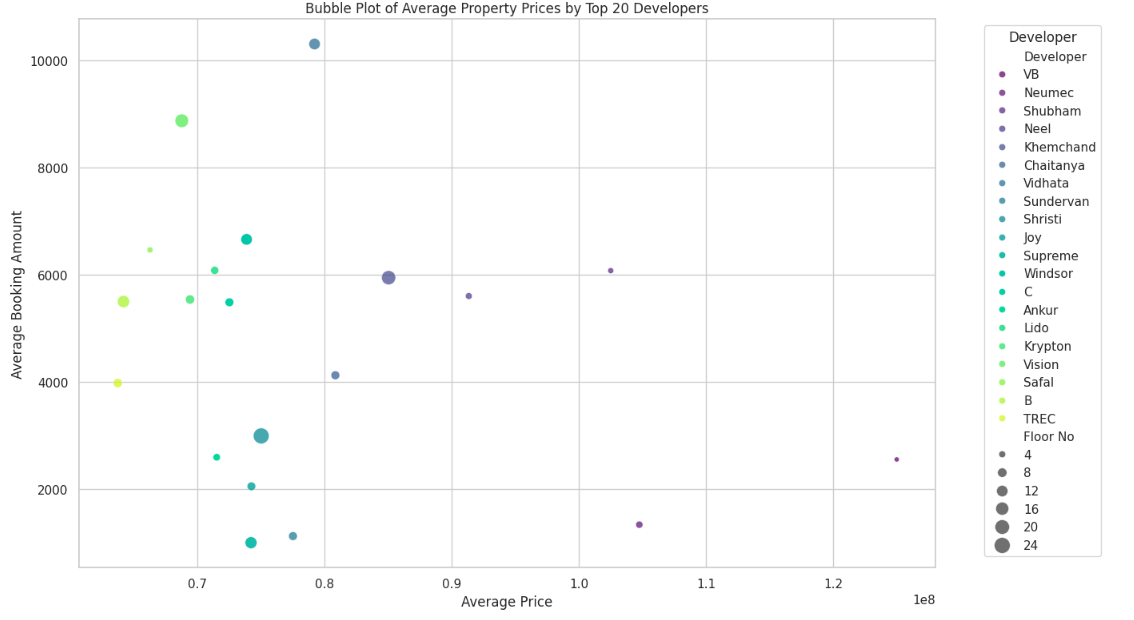 Bubble Plot of Average Property Prices by Top 20 Developers
Average Booking Amount
10000
8000
6000
4000
2000
0.7
0.8
0.9
1.0
1.1
1.2
1e8
Average Price
Developer
Developer
VB
Neumec
Shubham
Neel
Khemchand
Chaitanya
Vidhata
Sundervan
Shristi
Joy
Supreme
Windsor
C
Ankur
Lido
Krypton
Vision
Safal
B
TREC
Floor No
4
8
12
16
20
24